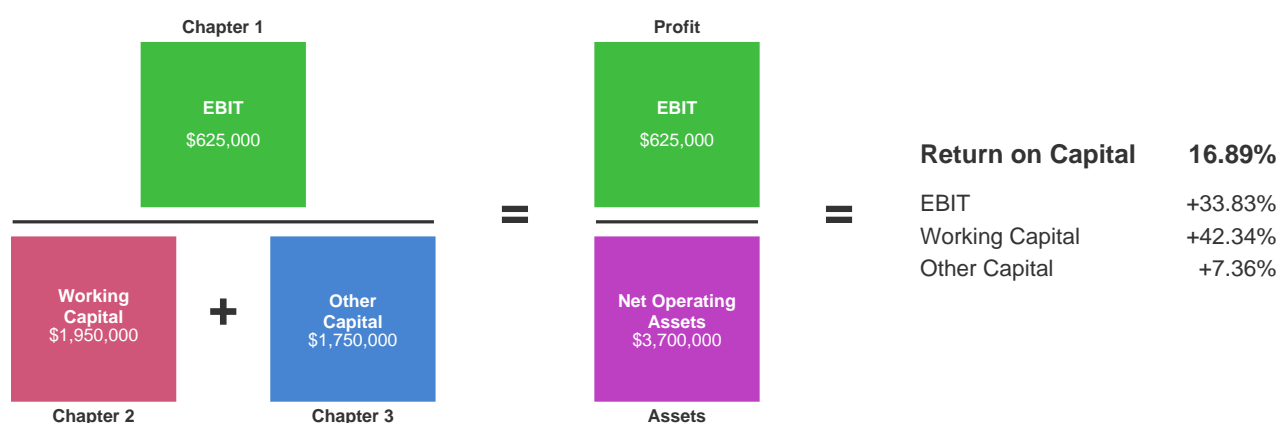 Chapter 1
EBIT
$625,000
Working
Capital
$1,950,000
+
Other
Capital
$1,750,000
Chapter 2
Chapter 3
=
Profit
EBIT
$625,000
Net Operating
Assets
$3,700,000
Assets
=
Return on Capital 16.89%
EBIT +33.83%
Working Capital +42.34%
Other Capital +7.36%